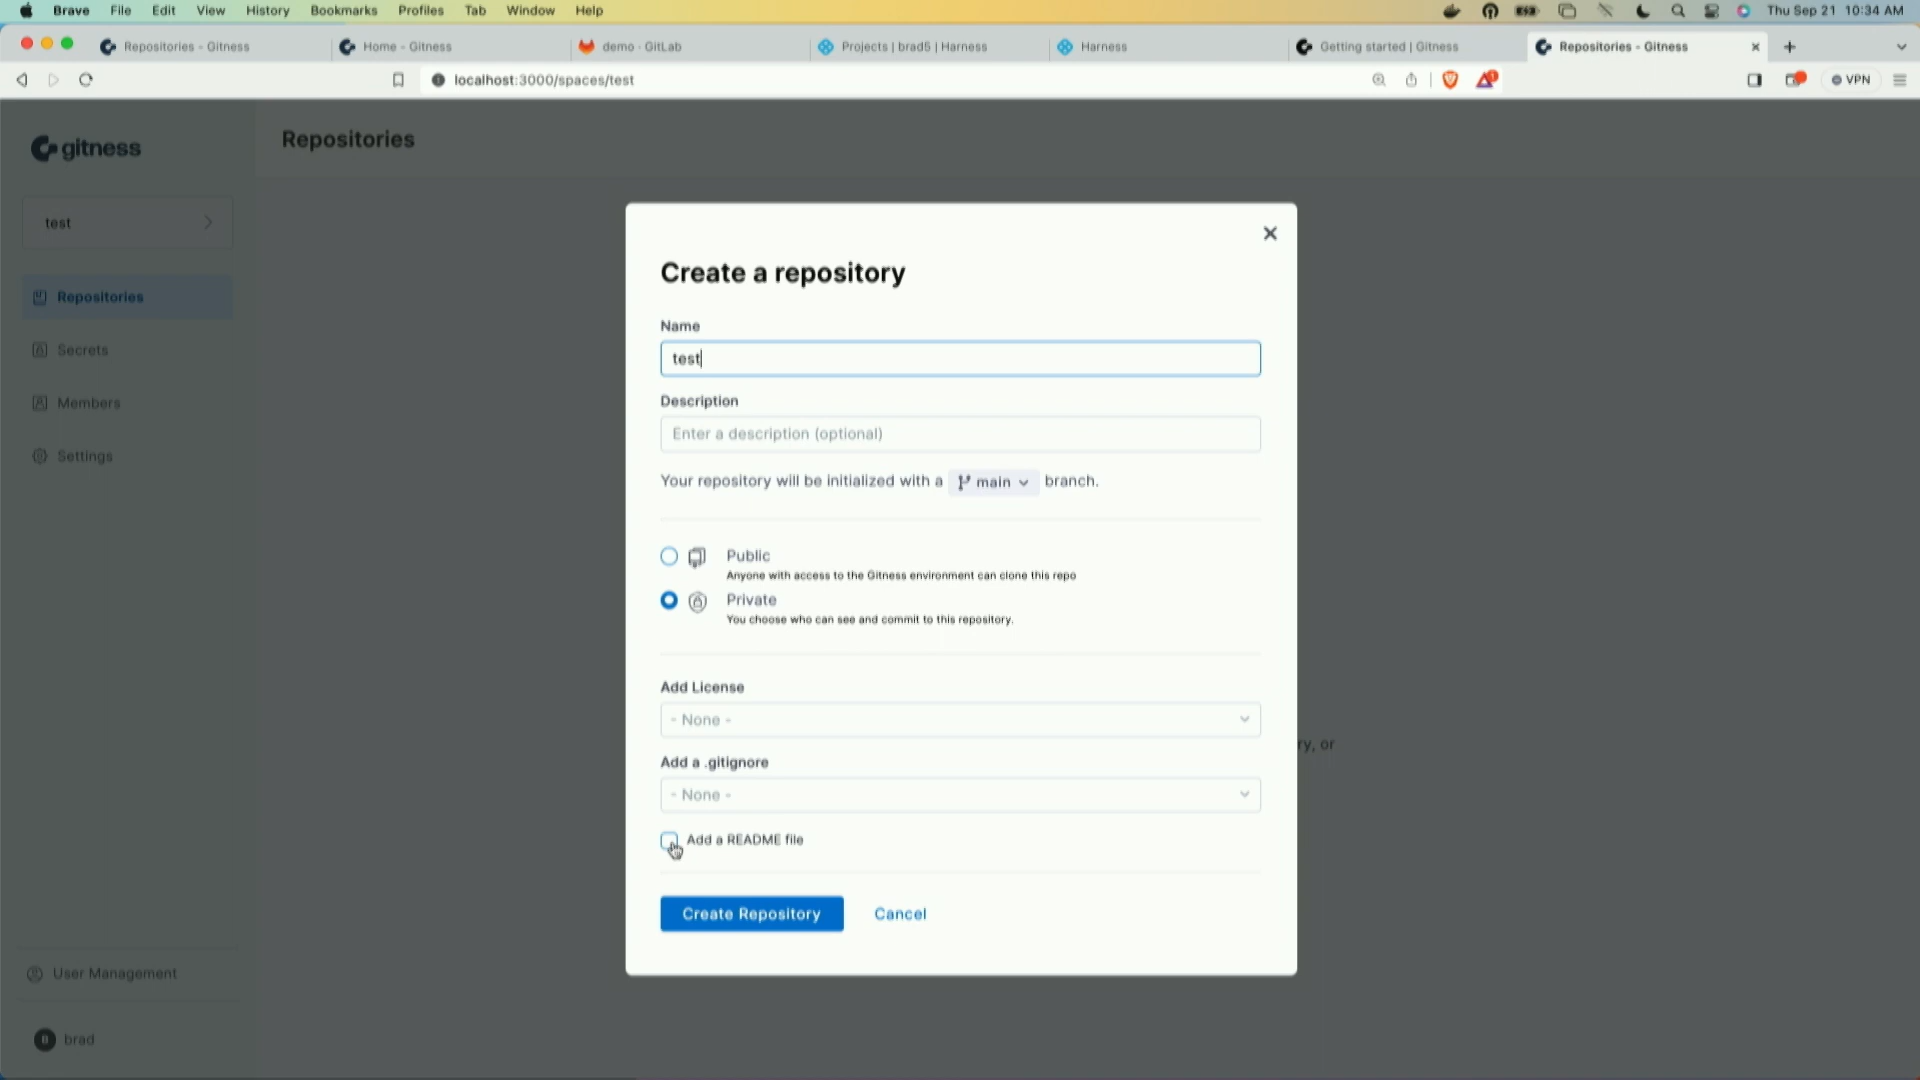 Brave File Edit View History Bookmarks Profiles Tab Window Help Thu Sep 21 10:34 AM
Repositories - Gitness Home - Gitness demo · GitLab Projects | brad5 | Harness Harness Getting started | Gitness Repositories - Gitness
localhost:3000/spaces/test VPN
gitness
Repositories
test
Repositories
Secrets
Members
Settings
User Management
brad
Create a repository
Name
test
Description
Enter a description (optional)
Your repository will be initialized with a main branch.
Public
Anyone with access to the Gitness environment can clone this repo
Private
You choose who can see and commit to this repository.
Add License
- None -
ry, or
Add a .gitignore
- None -
Add a README file
Create Repository Cancel